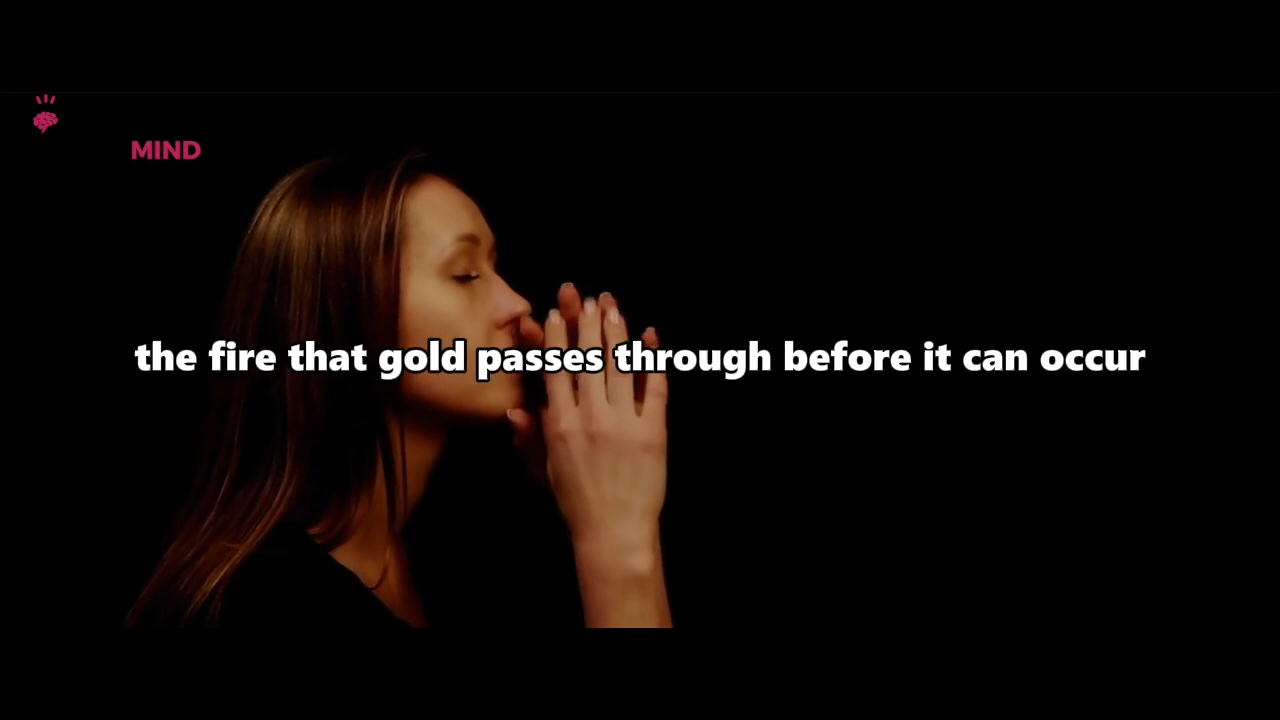 MIND
the fire that gold passes through before it can occur